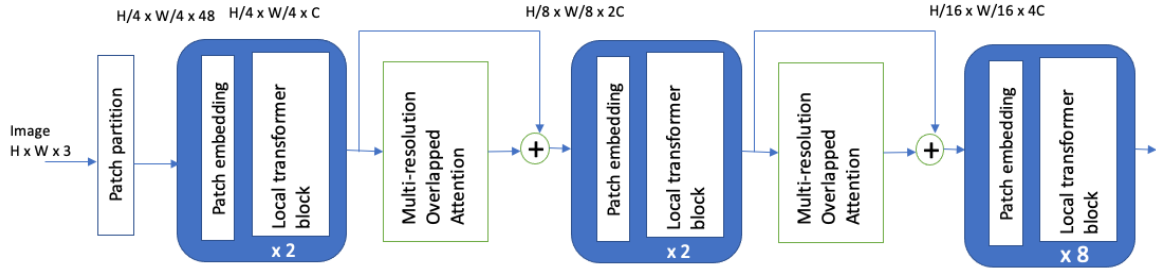 H/4 x W/4 x 48
H/4 x W/4 x C
H/8 x W/8 x 2C
H/16 x W/16 x 4C
Image
H x W x 3
Patch partition
Patch embedding
Local transformer
block
x 2
Multi-resolution
Overlapped
Attention
+
Patch embedding
Local transformer
block
x 2
Multi-resolution
Overlapped
Attention
+
Patch embedding
Local transformer
block
x 8